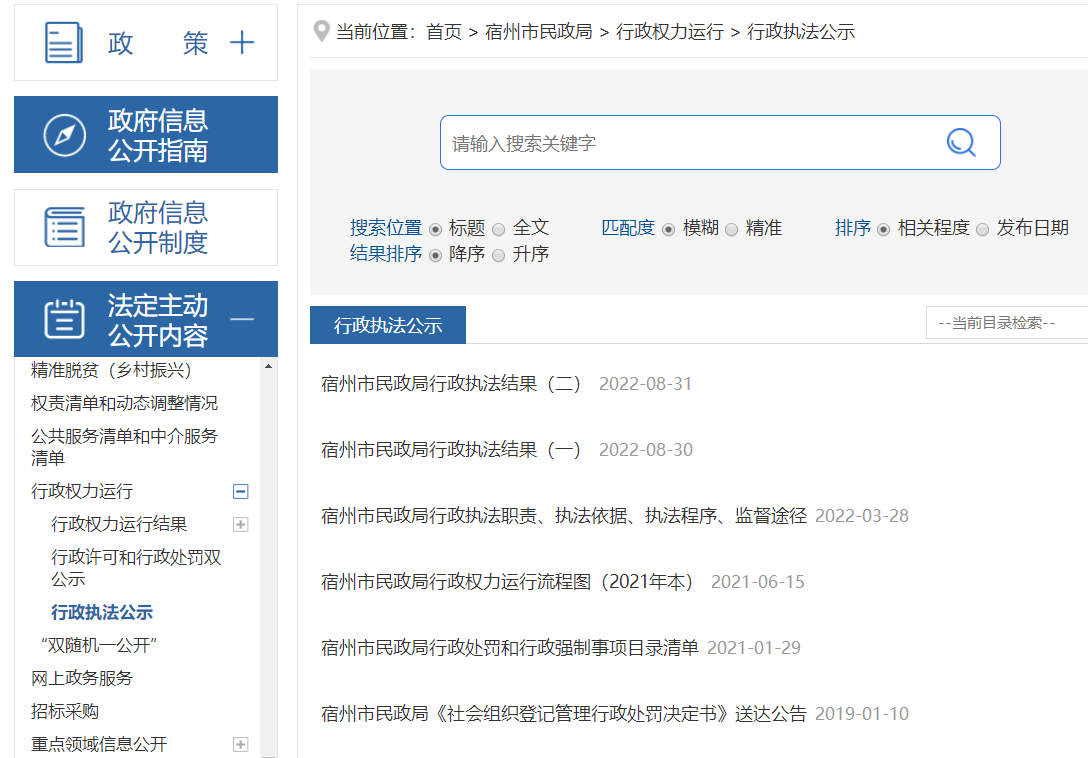 政 策
政府信息
公开指南
政府信息
公开制度
法定主动
公开内容
精准脱贫（乡村振兴）
权责清单和动态调整情况
公共服务清单和中介服务
清单
行政权力运行
行政权力运行结果
行政许可和行政处罚双
公示
行政执法公示
“双随机一公开”
网上政务服务
招标采购
重点领域信息公开
当前位置：首页 > 宿州市民政局 > 行政权力运行 > 行政执法公示
请输入搜索关键字
搜索位置 标题 全文 匹配度 模糊 精准 排序 相关程度 发布日期
结果排序 降序 升序
行政执法公示 --当前目录检索--
宿州市民政局行政执法结果（二） 2022-08-31
宿州市民政局行政执法结果（一） 2022-08-30
宿州市民政局行政执法职责、执法依据、执法程序、监督途径 2022-03-28
宿州市民政局行政权力运行流程图（2021年本） 2021-06-15
宿州市民政局行政处罚和行政强制事项目录清单 2021-01-29
宿州市民政局《社会组织登记管理行政处罚决定书》送达公告 2019-01-10